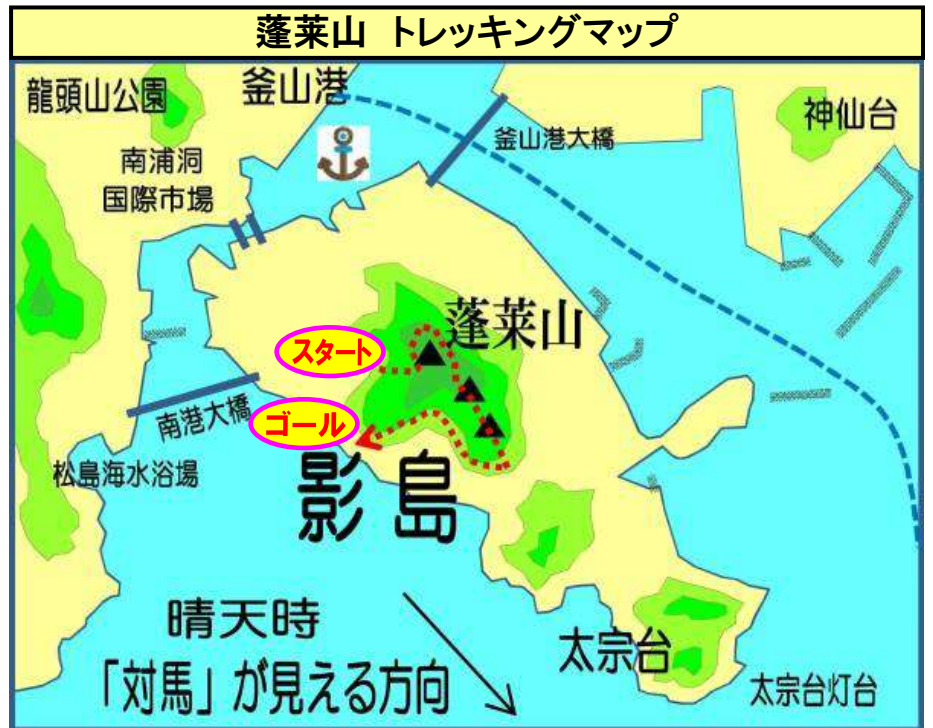 蓬莱山 トレッキングマップ
龍頭山公園
釜山港
神仙台
釜山港大橋
南浦洞
国際市場
蓬莱山
スタート
ゴール
南港大橋
松島海水浴場
影島
晴天時
「対馬」が見える方向
太宗台
太宗台灯台